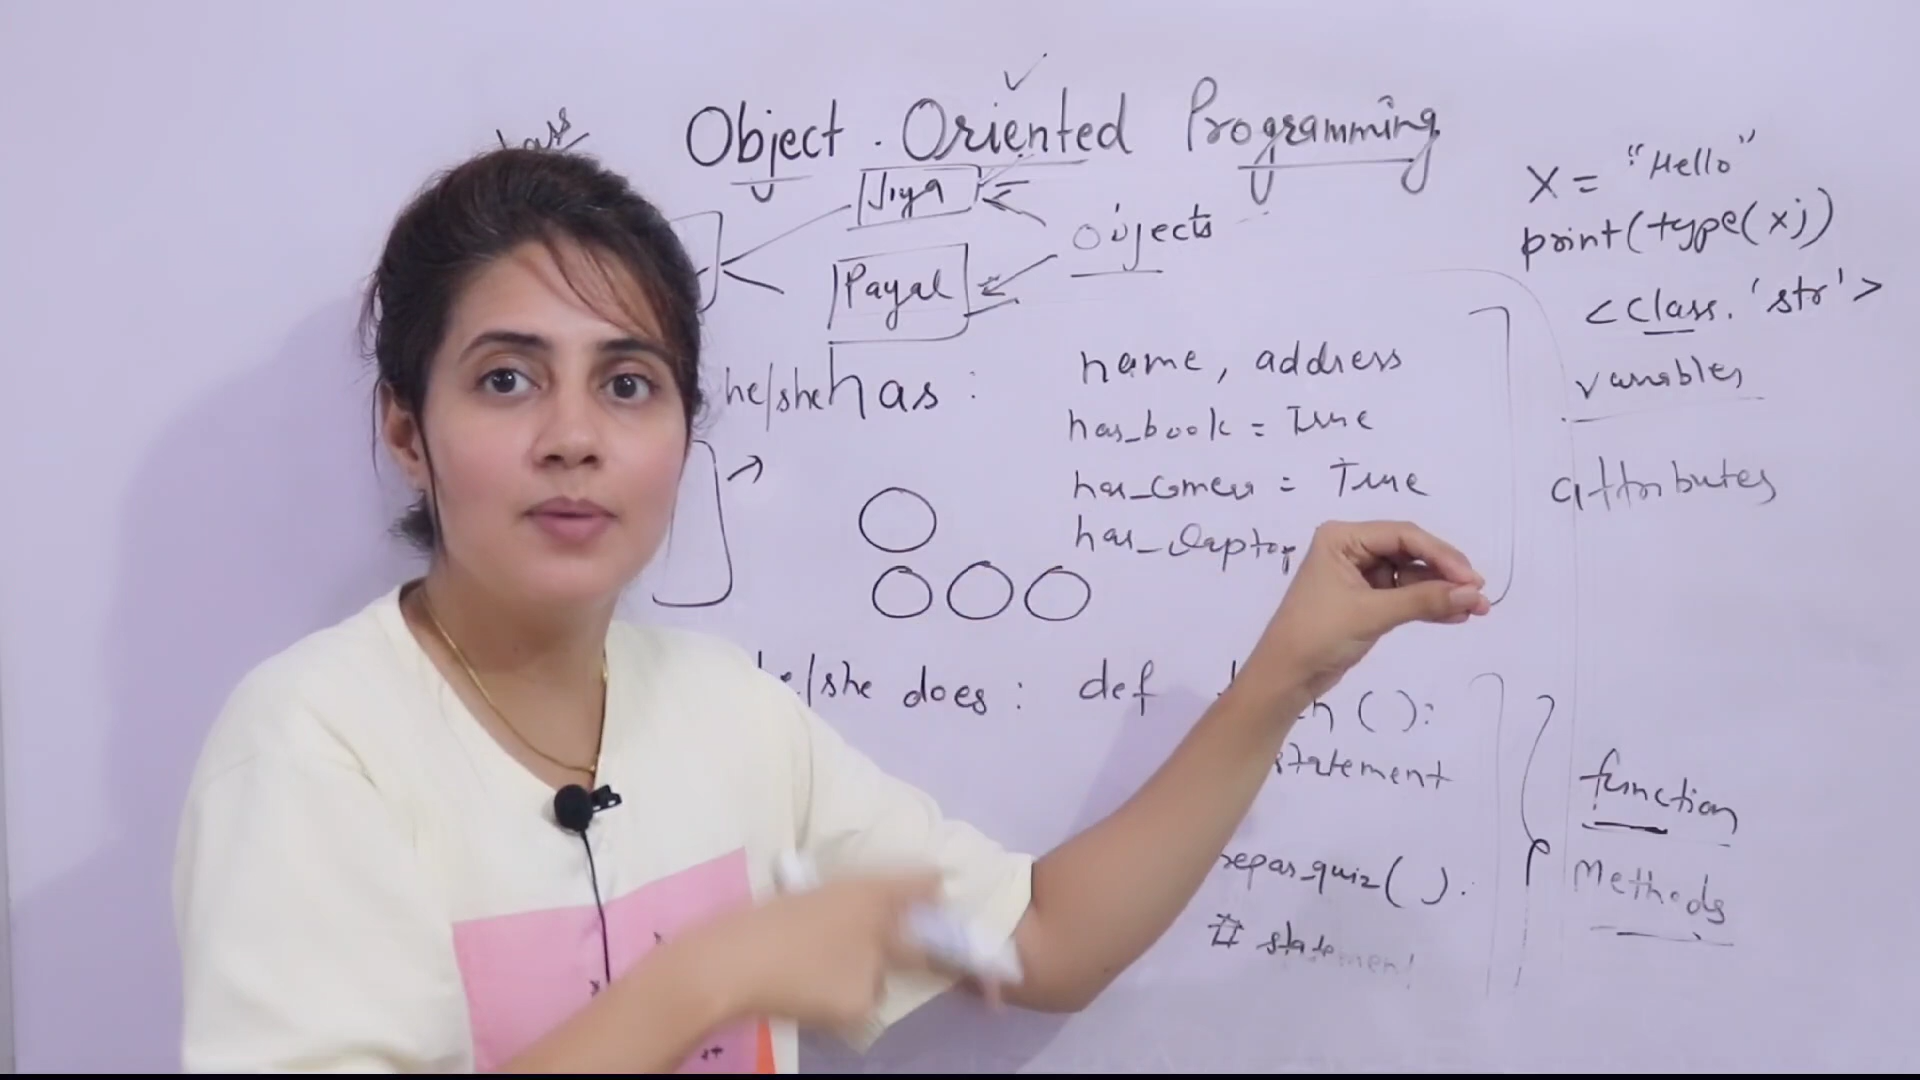 Object. Oriented Programming
Jiya
Payal
objects
x = "Hello"
print(type(x))
<class. 'str'>
variables
attributes
he/she has :
name, address
has_book = True
True
has_laptop
he/she does : def
():
statement
quiz():
# statement
function
Methods